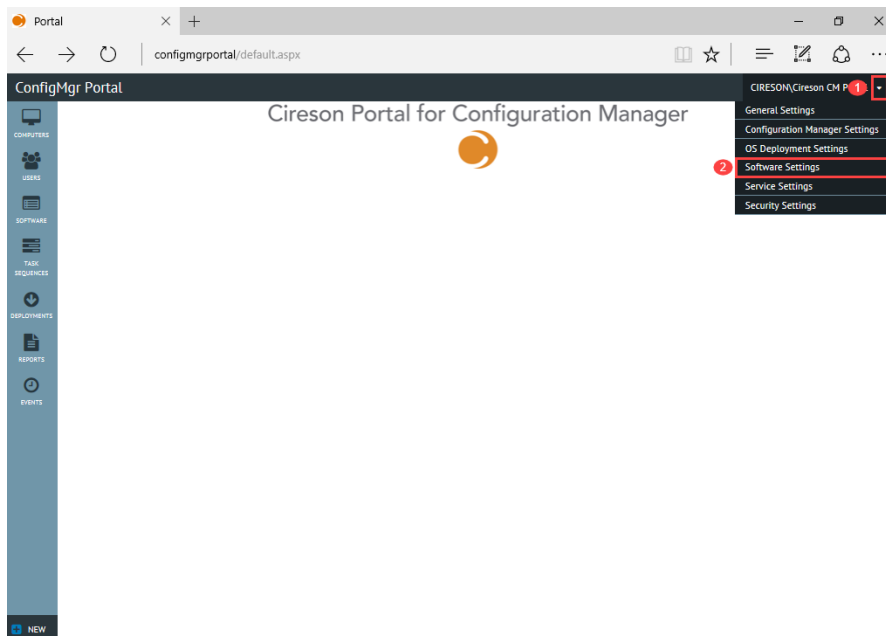 Portal
configmgrportal/default.aspx
ConfigMgr Portal
CIRESON\Cireson CM P
1
Cireson Portal for Configuration Manager
General Settings
Configuration Manager Settings
OS Deployment Settings
2
Software Settings
Service Settings
Security Settings
COMPUTERS
USERS
SOFTWARE
TASK
SEQUENCES
DEPLOYMENTS
REPORTS
EVENTS
NEW